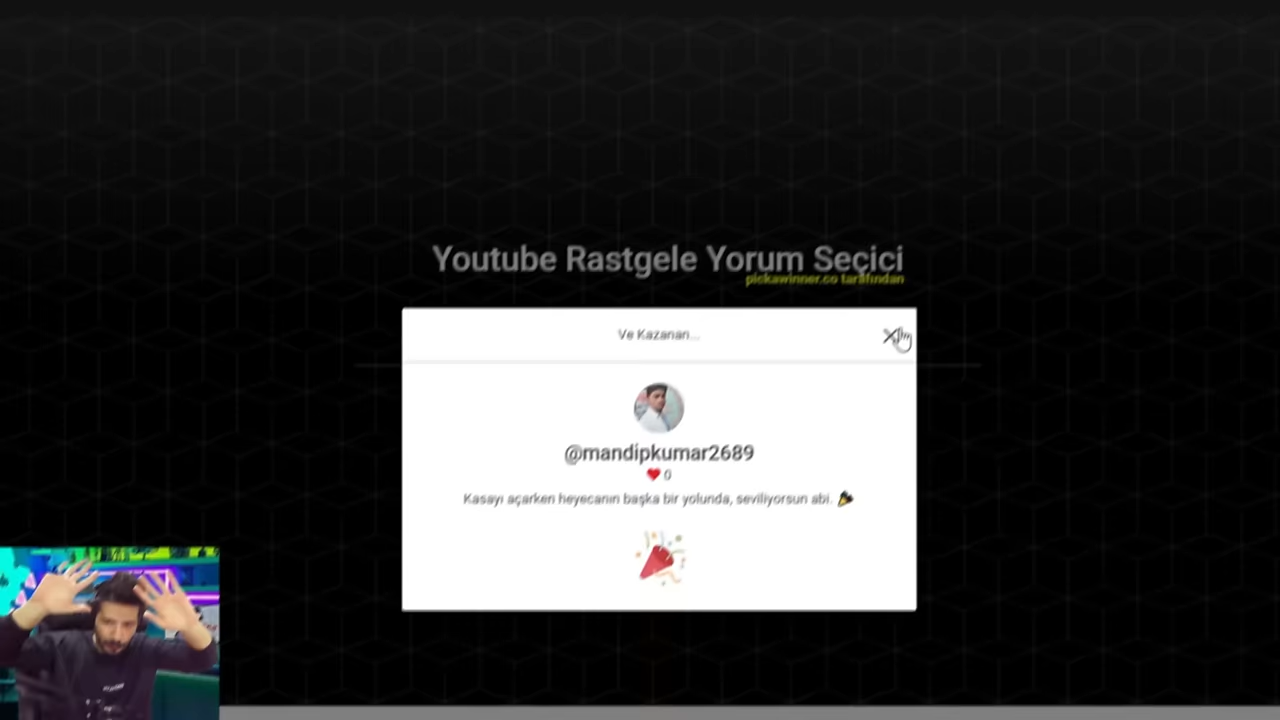 Youtube Rastgele Yorum Seçici
pickawinner.co tarafından
Ve Kazanan...
@mandipkumar2689
0
Kasayı açarken heyecanın başka bir yolunda, seviliyorsun abi.